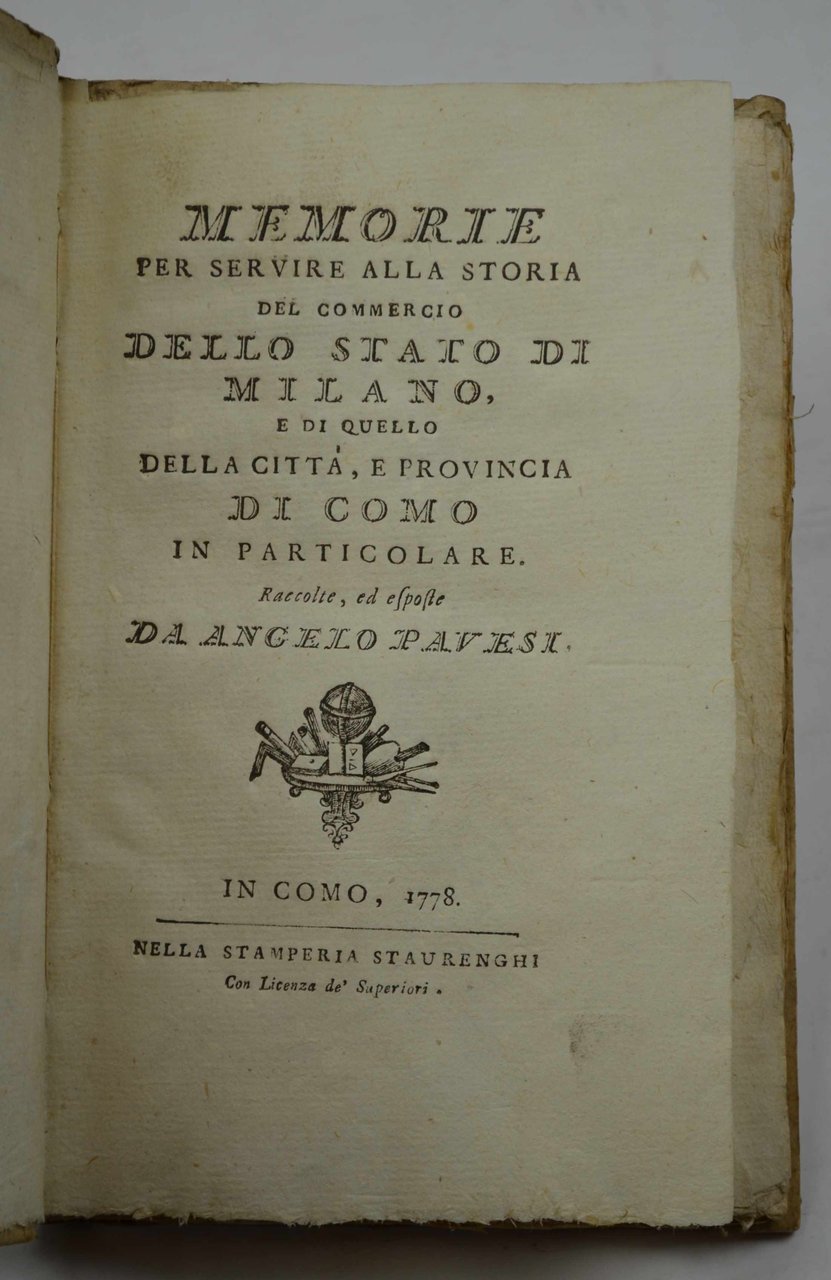 MEMORIE
PER SERVIRE ALLA STORIA
DEL COMMERCIO
DELLO STATO DI
MILANO,
E DI QUELLO
DELLA CITTÀ, E PROVINCIA
DI COMO
IN PARTICOLARE.
Raccolte, ed eſpoſte
DA ANGELO PAVESI.
IN COMO, 1778.
NELLA STAMPERIA STAURENGHI
Con Licenza de' Superiori.